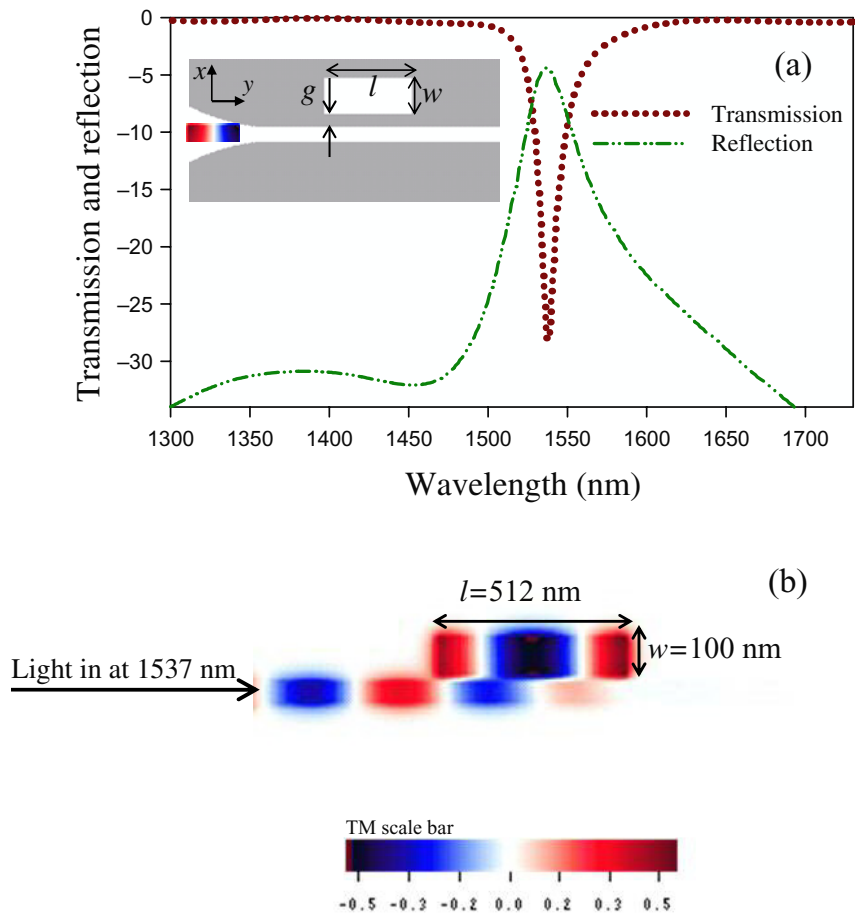 Transmission and reflection
0
−5
−10
−15
−20
−25
−30
(a)
x
y
g
l
w
Transmission
Reflection
1300 1350 1400 1450 1500 1550 1600 1650 1700
Wavelength (nm)
(b)
l=512 nm
w=100 nm
Light in at 1537 nm
TM scale bar
-0.5 -0.3 -0.2 0.0 0.2 0.3 0.5